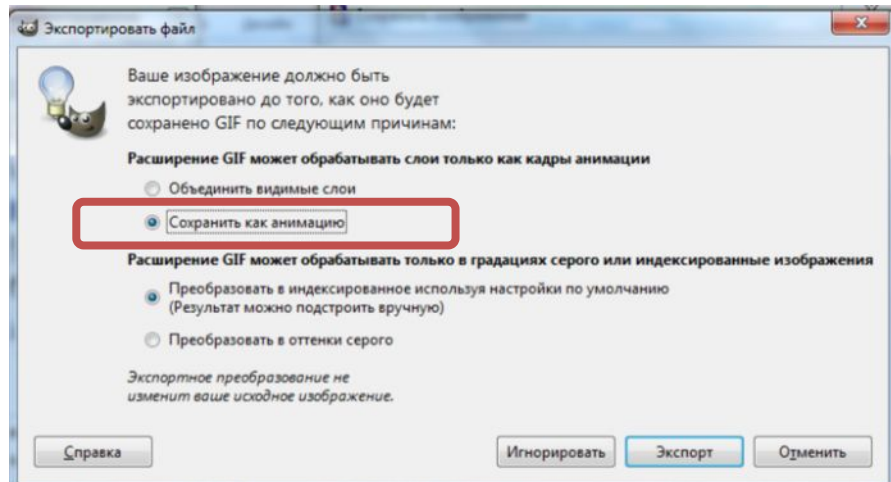 Экспортировать файл
Ваше изображение должно быть
экспортировано до того, как оно будет
сохранено GIF по следующим причинам:
Расширение GIF может обрабатывать слои только как кадры анимации
Объединить видимые слои
Сохранить как анимацию
Расширение GIF может обрабатывать только в градациях серого или индексированные изображения
Преобразовать в индексированное используя настройки по умолчанию
(Результат можно подстроить вручную)
Преобразовать в оттенки серого
Экспортное преобразование не
изменит ваше исходное изображение.
Справка
Игнорировать
Экспорт
Отменить